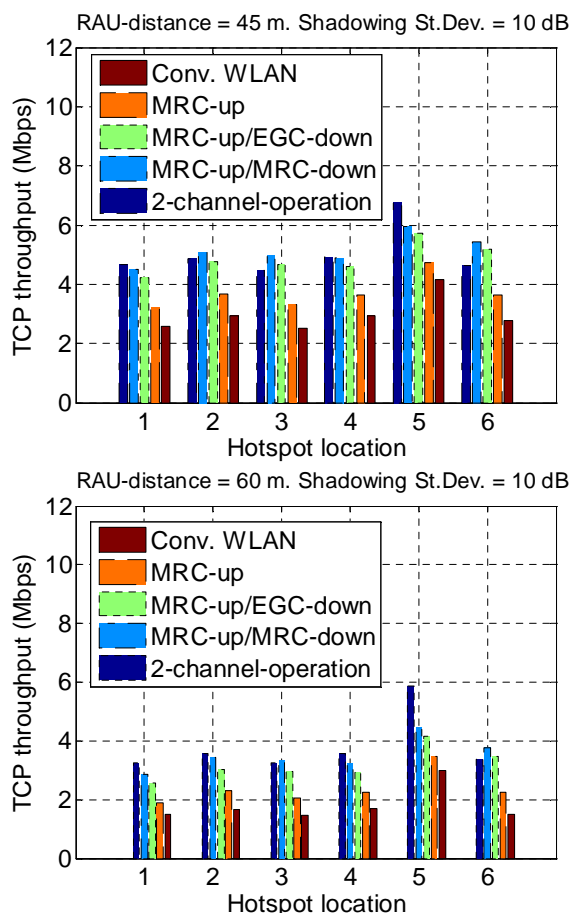 RAU-distance = 45 m. Shadowing St.Dev. = 10 dB
12
10
8
6
4
2
0
TCP throughput (Mbps)
Conv. WLAN
MRC-up
MRC-up/EGC-down
MRC-up/MRC-down
2-channel-operation
1 2 3 4 5 6
Hotspot location
RAU-distance = 60 m. Shadowing St.Dev. = 10 dB
12
10
8
6
4
2
0
TCP throughput (Mbps)
Conv. WLAN
MRC-up
MRC-up/EGC-down
MRC-up/MRC-down
2-channel-operation
1 2 3 4 5 6
Hotspot location